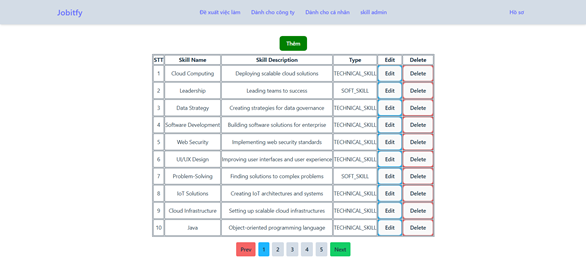 Jobitfy Đề xuất việc làm Dành cho công ty Dành cho cá nhân skill admin Hồ sơ
Thêm
STT Skill Name Skill Description Type Edit Delete
1 Cloud Computing Deploying scalable cloud solutions TECHNICAL_SKILL Edit Delete
2 Leadership Leading teams to success SOFT_SKILL Edit Delete
3 Data Strategy Creating strategies for data governance TECHNICAL_SKILL Edit Delete
4 Software Development Building software solutions for enterprise TECHNICAL_SKILL Edit Delete
5 Web Security Implementing web security standards TECHNICAL_SKILL Edit Delete
6 UI/UX Design Improving user interfaces and user experience TECHNICAL_SKILL Edit Delete
7 Problem-Solving Finding solutions to complex problems SOFT_SKILL Edit Delete
8 IoT Solutions Creating IoT architectures and systems TECHNICAL_SKILL Edit Delete
9 Cloud Infrastructure Setting up scalable cloud infrastructures TECHNICAL_SKILL Edit Delete
10 Java Object-oriented programming language TECHNICAL_SKILL Edit Delete
Prev 1 2 3 4 5 Next